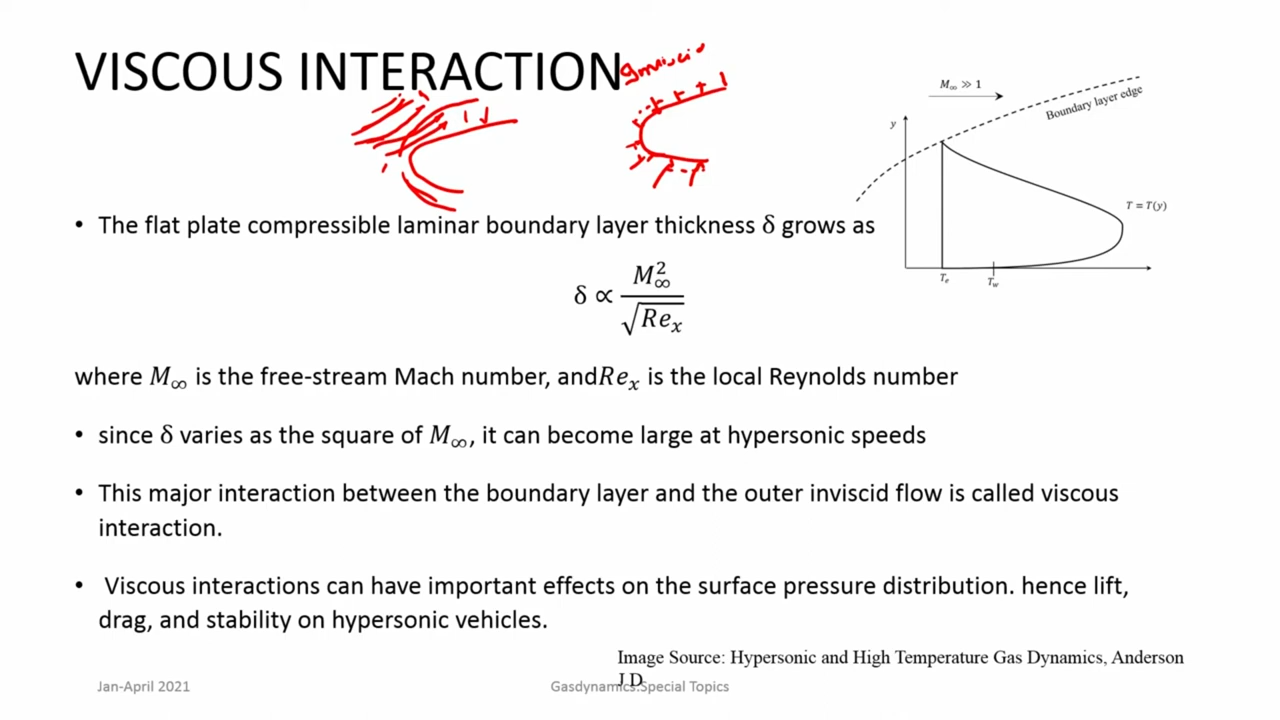 VISCOUS INTERACTION
Inviscid
M∞ ≫ 1
Boundary layer edge
y
T = T(y)
Te
Tw
• The flat plate compressible laminar boundary layer thickness δ grows as
δ ∝ M∞² / √Reₓ
where M∞ is the free-stream Mach number, andReₓ is the local Reynolds number
• since δ varies as the square of M∞, it can become large at hypersonic speeds
• This major interaction between the boundary layer and the outer inviscid flow is called viscous
interaction.
• Viscous interactions can have important effects on the surface pressure distribution. hence lift,
drag, and stability on hypersonic vehicles.
Image Source: Hypersonic and High Temperature Gas Dynamics, Anderson
J D
Jan-April 2021
Gasdynamics:Special Topics